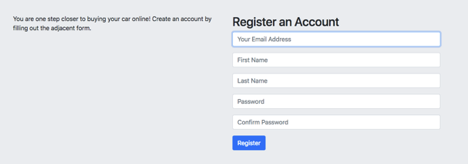 You are one step closer to buying your car online! Create an account by
filling out the adjacent form.
Register an Account
Your Email Address
First Name
Last Name
Password
Confirm Password
Register